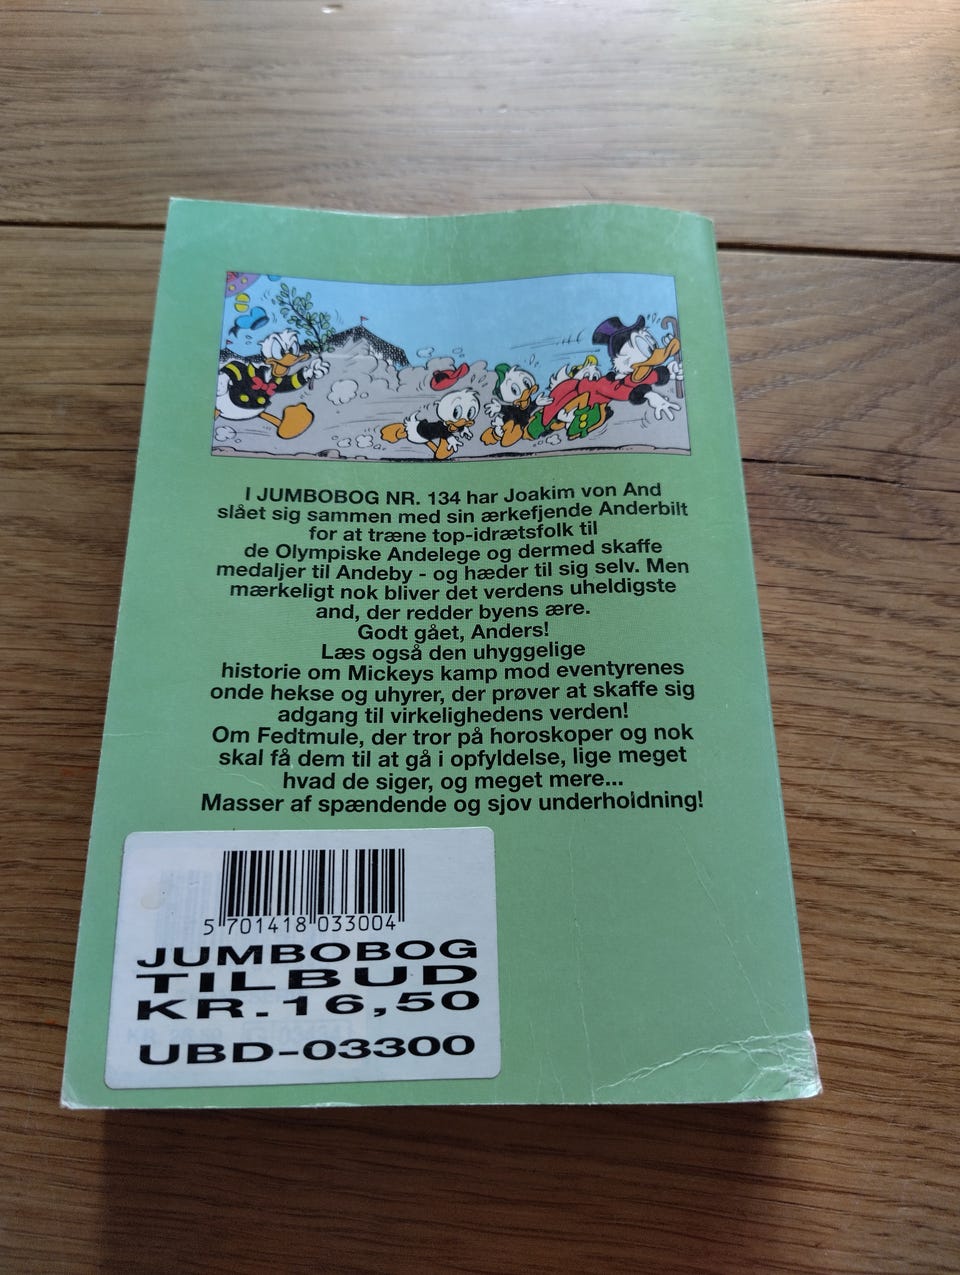 I JUMBOBOG NR. 134 har Joakim von And
slået sig sammen med sin ærkefjende Anderbilt
for at træne top-idrætsfolk til
de Olympiske Andelege og dermed skaffe
medaljer til Andeby - og hæder til sig selv. Men
mærkeligt nok bliver det verdens uheldigste
and, der redder byens ære.
Godt gået, Anders!
Læs også den uhyggelige
historie om Mickeys kamp mod eventyrenes
onde hekse og uhyrer, der prøver at skaffe sig
adgang til virkelighedens verden!
Om Fedtmule, der tror på horoskoper og nok
skal få dem til at gå i opfyldelse, lige meget
hvad de siger, og meget mere...
Masser af spændende og sjov underholdning!
5 701418 033004
JUMBOBOG
TILBUD
KR.16,50
UBD-03300